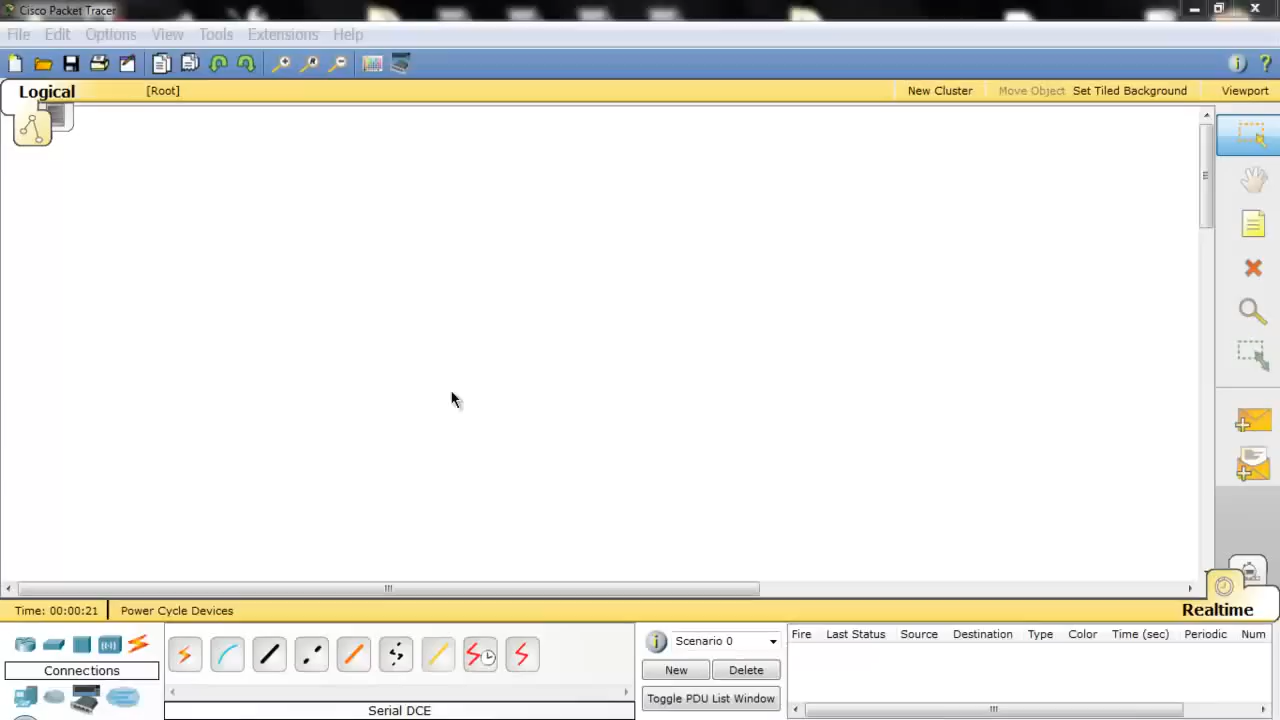 Cisco Packet Tracer
File Edit Options View Tools Extensions Help
Logical [Root] New Cluster Move Object Set Tiled Background Viewport
Time: 00:00:21 Power Cycle Devices Realtime
Scenario 0 Fire Last Status Source Destination Type Color Time (sec) Periodic Num
Connections New Delete
Toggle PDU List Window
Serial DCE